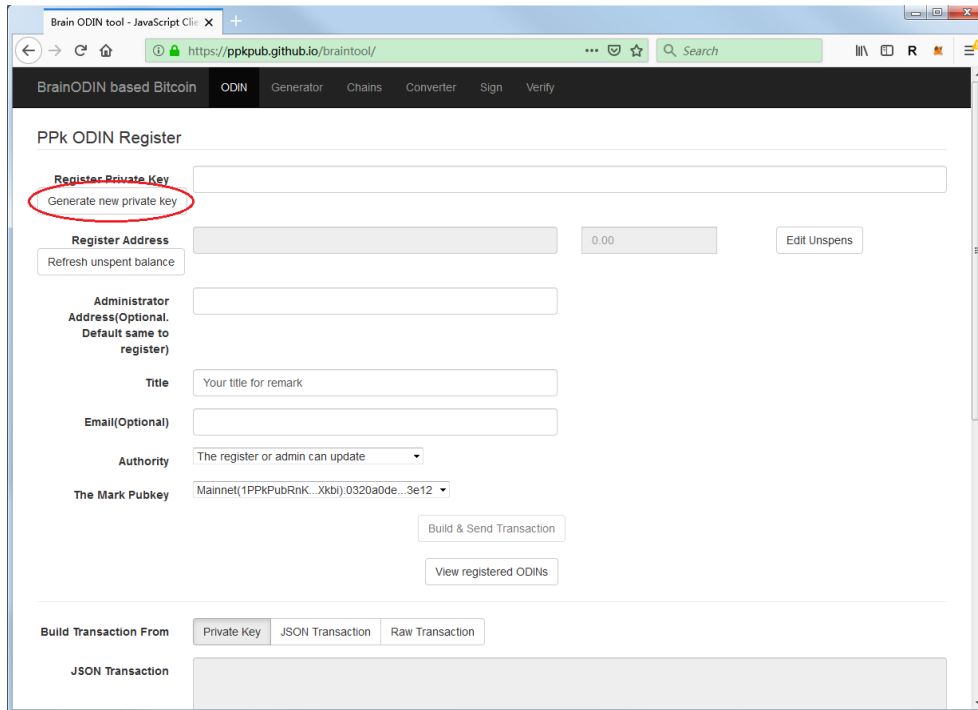 Brain ODIN tool - JavaScript Clie
https://ppkpub.github.io/braintool/
Search
R
BrainODIN based Bitcoin ODIN Generator Chains Converter Sign Verify
PPk ODIN Register
Register Private Key
Generate new private key
Register Address 0.00 Edit Unspens
Refresh unspent balance
Administrator
Address(Optional.
Default same to
register)
Title Your title for remark
Email(Optional)
Authority The register or admin can update
The Mark Pubkey Mainnet(1PPkPubRnK...Xkbi):0320a0de...3e12
Build & Send Transaction
View registered ODINs
Build Transaction From Private Key JSON Transaction Raw Transaction
JSON Transaction